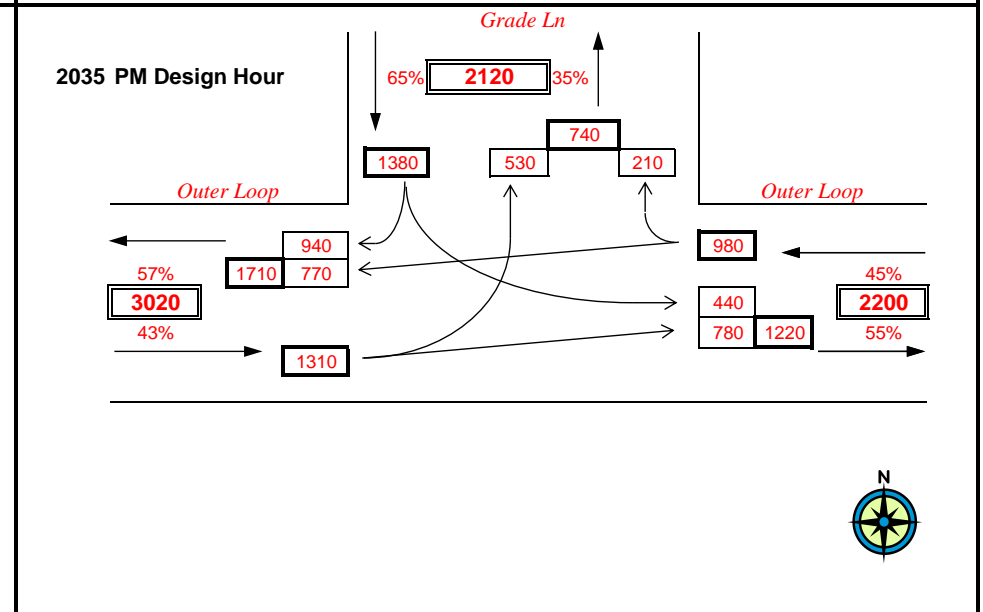 Grade Ln
2035 PM Design Hour
65% 2120 35%
740
1380 530 210
Outer Loop Outer Loop
940 980
1710 770
57% 45%
3020 440 2200
43% 780 1220 55%
1310
N